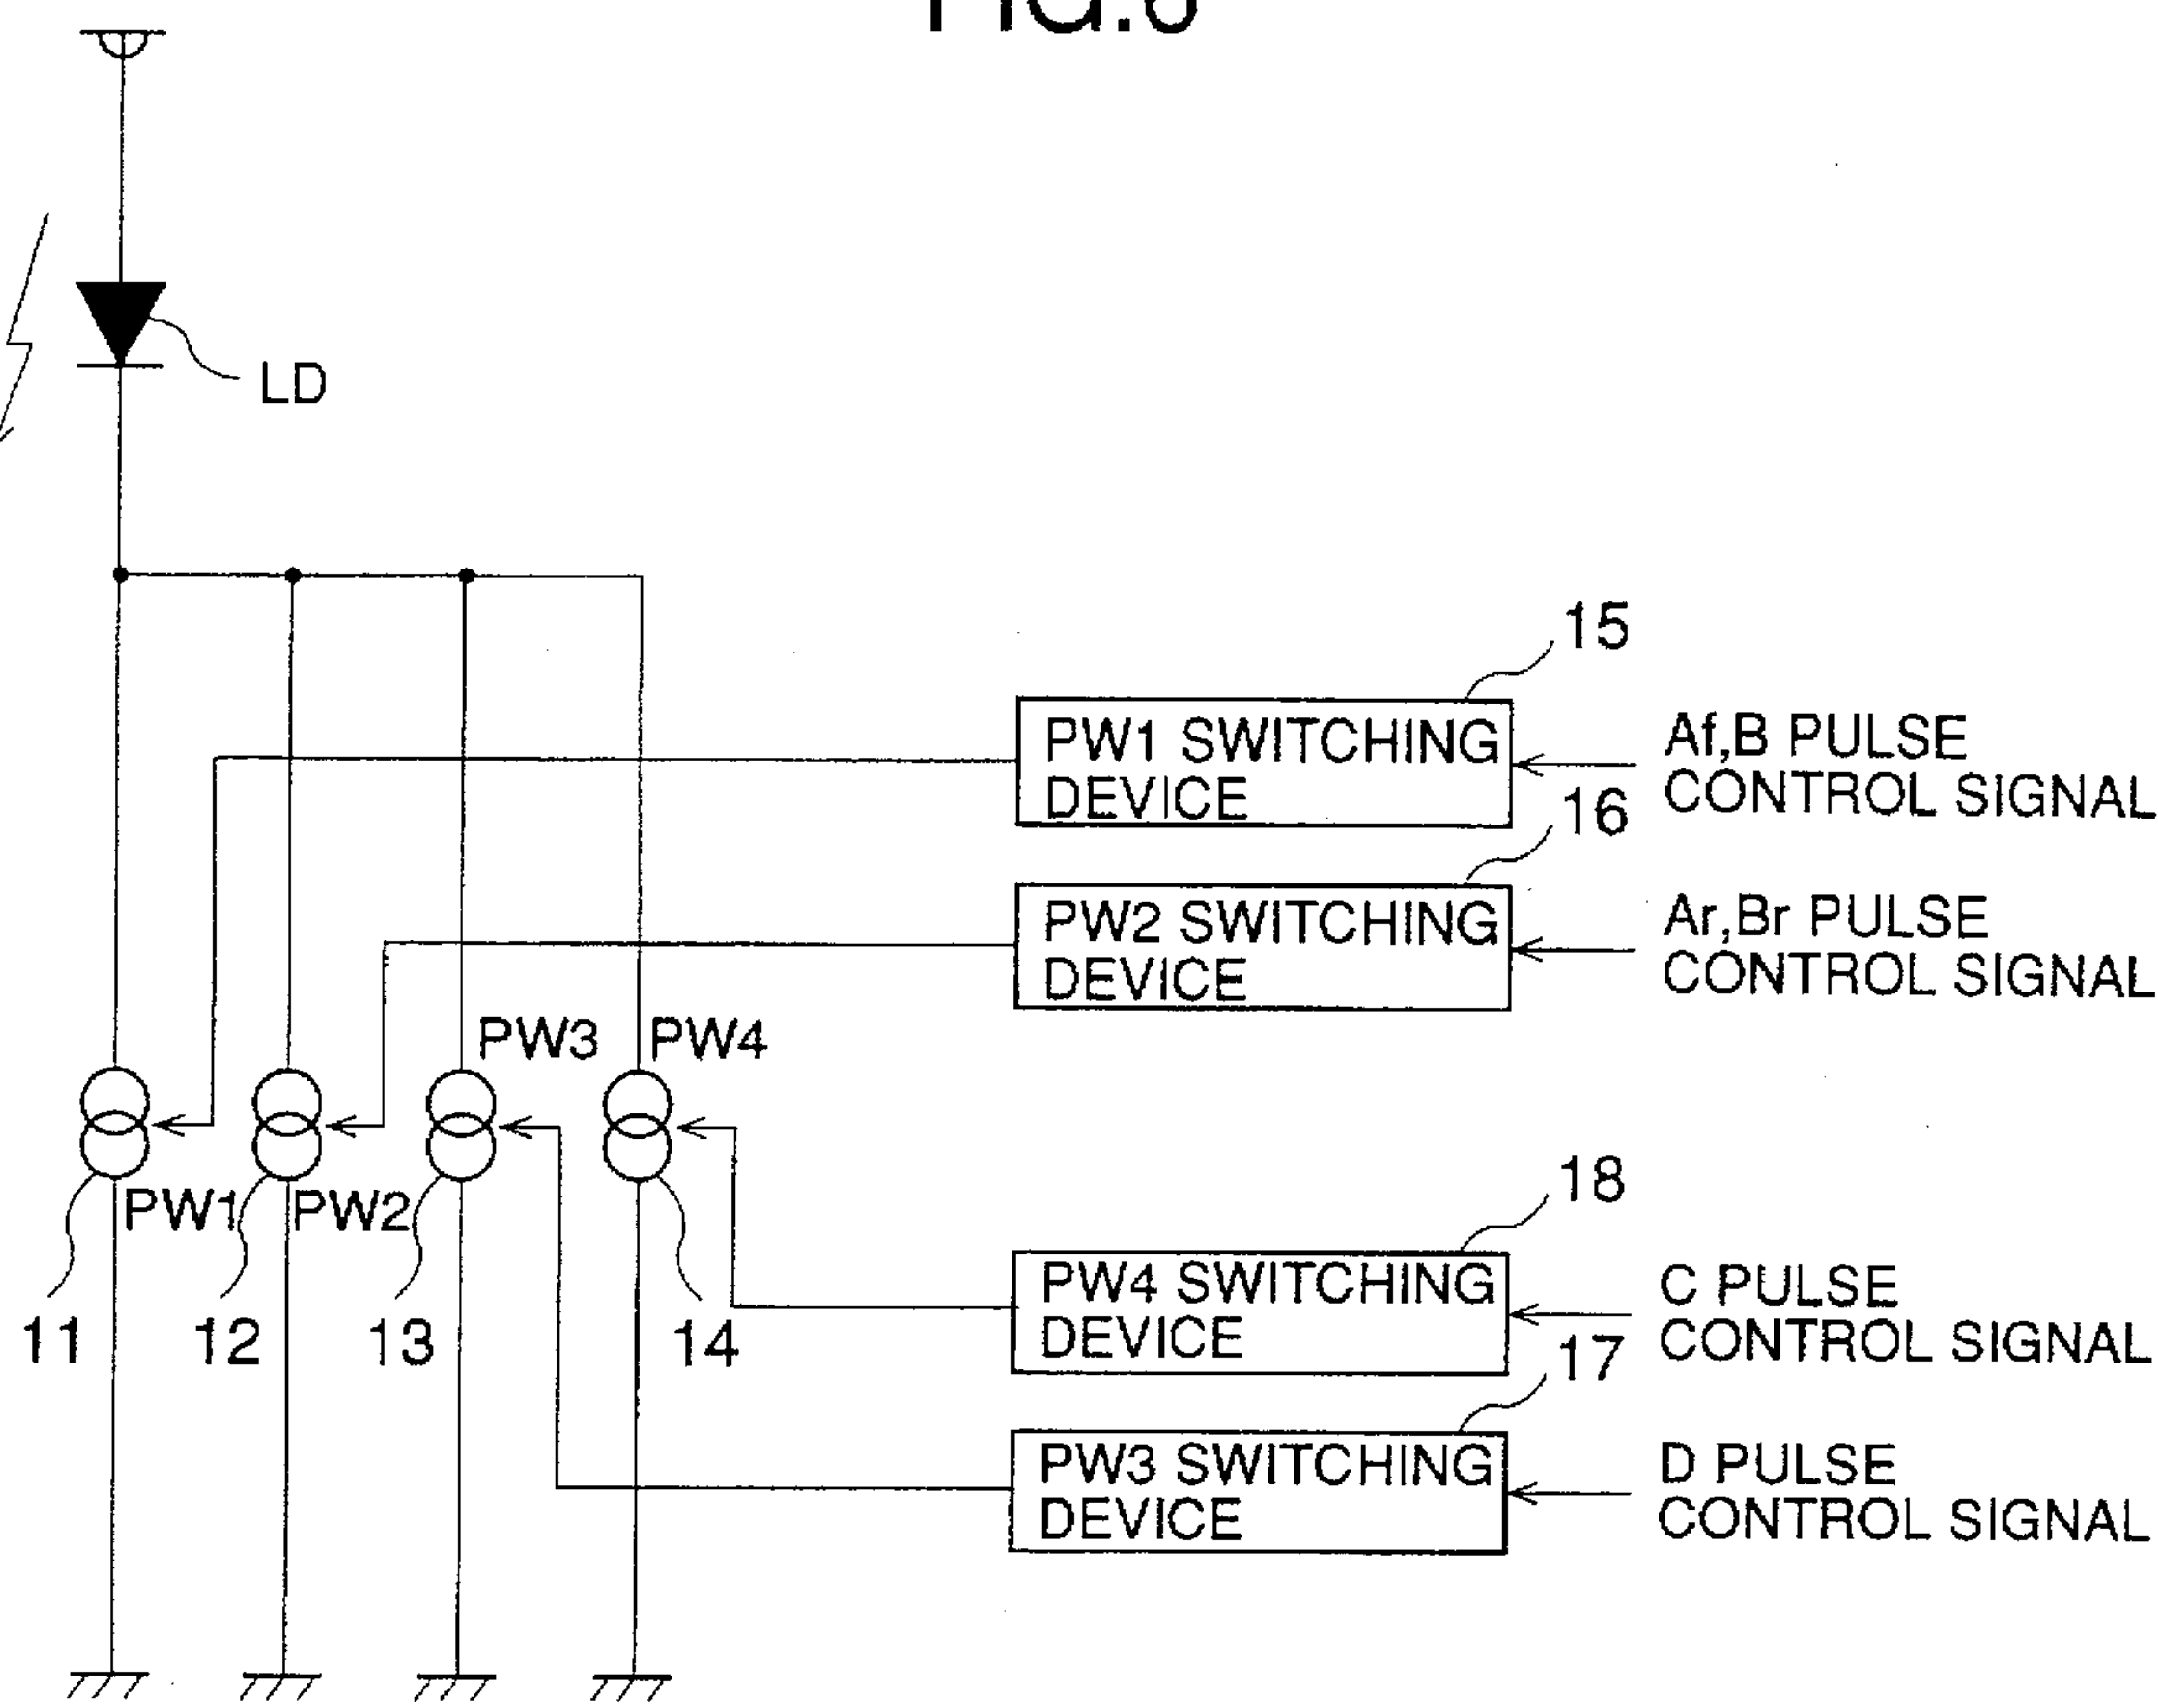 LD
15
PW1 SWITCHING
DEVICE
Af,B PULSE
CONTROL SIGNAL
16
PW2 SWITCHING
DEVICE
Ar,Br PULSE
CONTROL SIGNAL
PW3
PW4
PW1
PW2
11
12
13
14
18
PW4 SWITCHING
DEVICE
C PULSE
CONTROL SIGNAL
17
PW3 SWITCHING
DEVICE
D PULSE
CONTROL SIGNAL